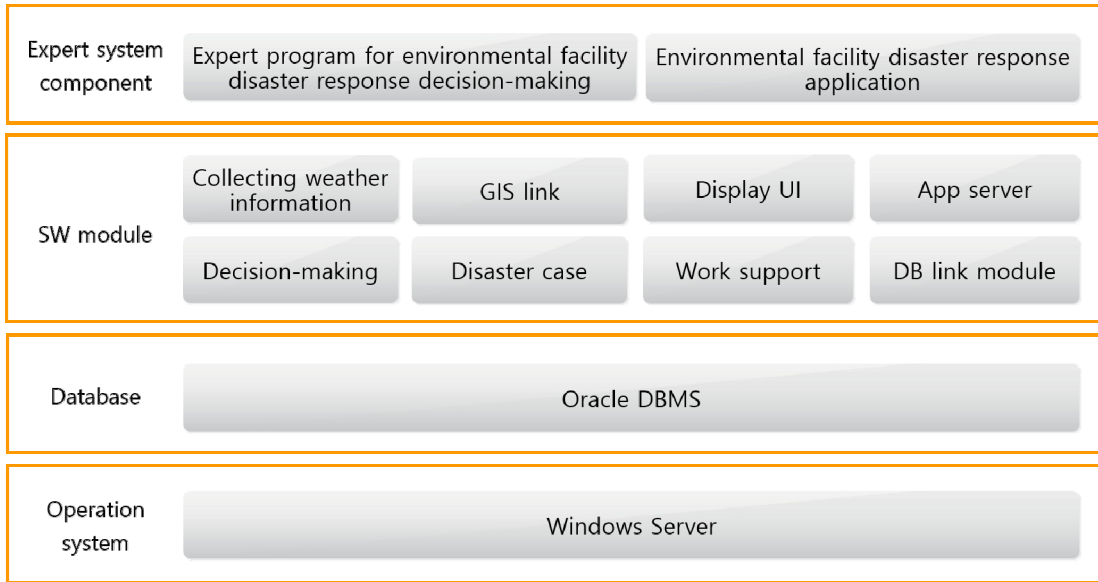 Expert system
component
Expert program for environmental facility
disaster response decision-making
Environmental facility disaster response
application
SW module
Collecting weather
information
GIS link
Display UI
App server
Decision-making
Disaster case
Work support
DB link module
Database
Oracle DBMS
Operation
system
Windows Server